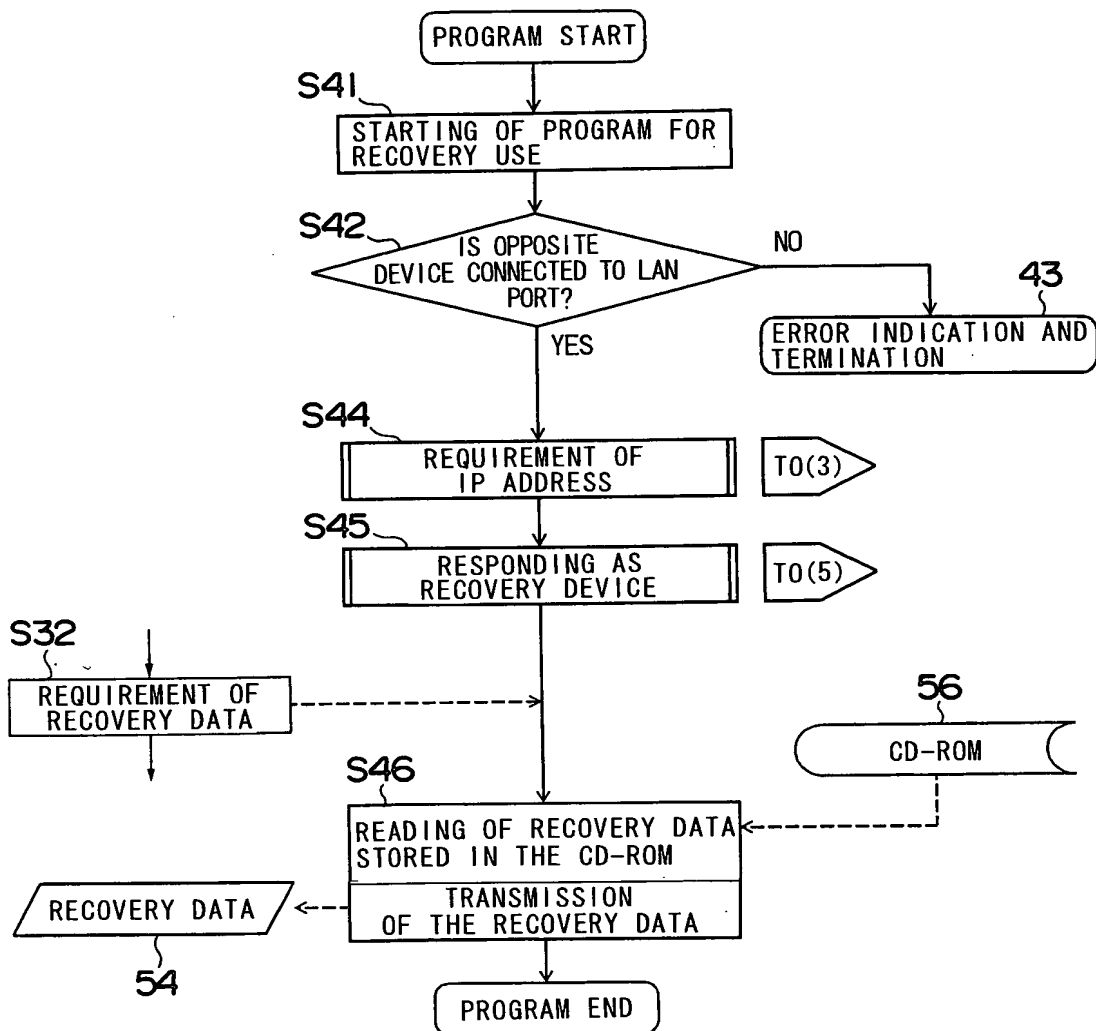 PROGRAM START
S41
STARTING OF PROGRAM FOR
RECOVERY USE
S42
IS OPPOSITE
DEVICE CONNECTED TO LAN
PORT?
NO
43
ERROR INDICATION AND
TERMINATION
YES
S44
REQUIREMENT OF
IP ADDRESS
TO(3)
S45
RESPONDING AS
RECOVERY DEVICE
TO(5)
S32
REQUIREMENT OF
RECOVERY DATA
56
CD-ROM
S46
READING OF RECOVERY DATA
STORED IN THE CD-ROM
TRANSMISSION
OF THE RECOVERY DATA
RECOVERY DATA
54
PROGRAM END